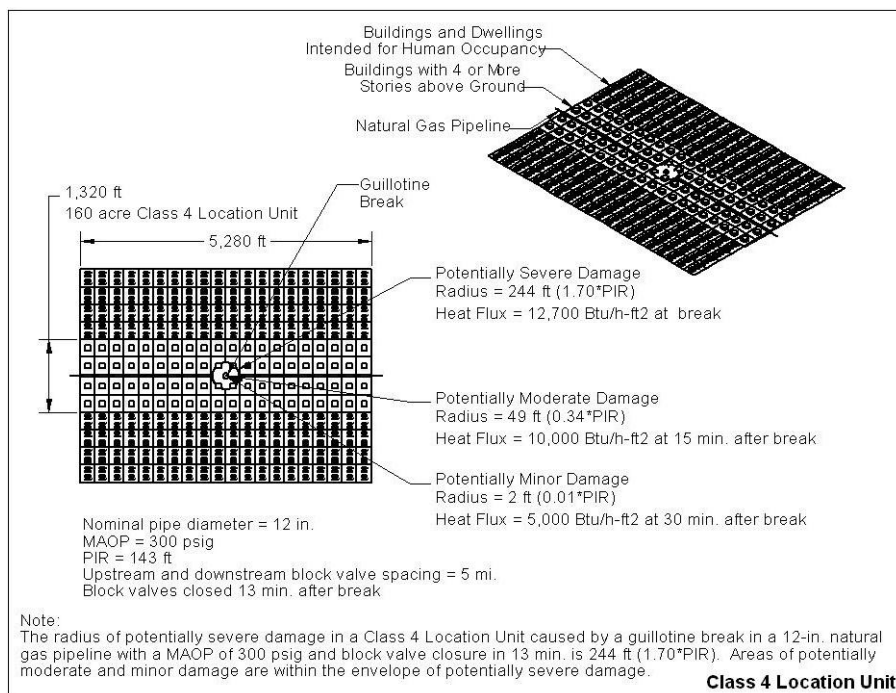 Buildings and Dwellings
Intended for Human Occupancy
Buildings with 4 or More
Stories above Ground
Natural Gas Pipeline
Guillotine
Break
1,320 ft
160 acre Class 4 Location Unit
5,280 ft
Potentially Severe Damage
Radius = 244 ft (1.70*PIR)
Heat Flux = 12,700 Btu/h-ft2 at break
Potentially Moderate Damage
Radius = 49 ft (0.34*PIR)
Heat Flux = 10,000 Btu/h-ft2 at 15 min. after break
Potentially Minor Damage
Radius = 2 ft (0.01*PIR)
Heat Flux = 5,000 Btu/h-ft2 at 30 min. after break
Nominal pipe diameter = 12 in.
MAOP = 300 psig
PIR = 143 ft
Upstream and downstream block valve spacing = 5 mi.
Block valves closed 13 min. after break
Note:
The radius of potentially severe damage in a Class 4 Location Unit caused by a guillotine break in a 12-in. natural
gas pipeline with a MAOP of 300 psig and block valve closure in 13 min. is 244 ft (1.70*PIR). Areas of potentially
moderate and minor damage are within the envelope of potentially severe damage.
Class 4 Location Unit